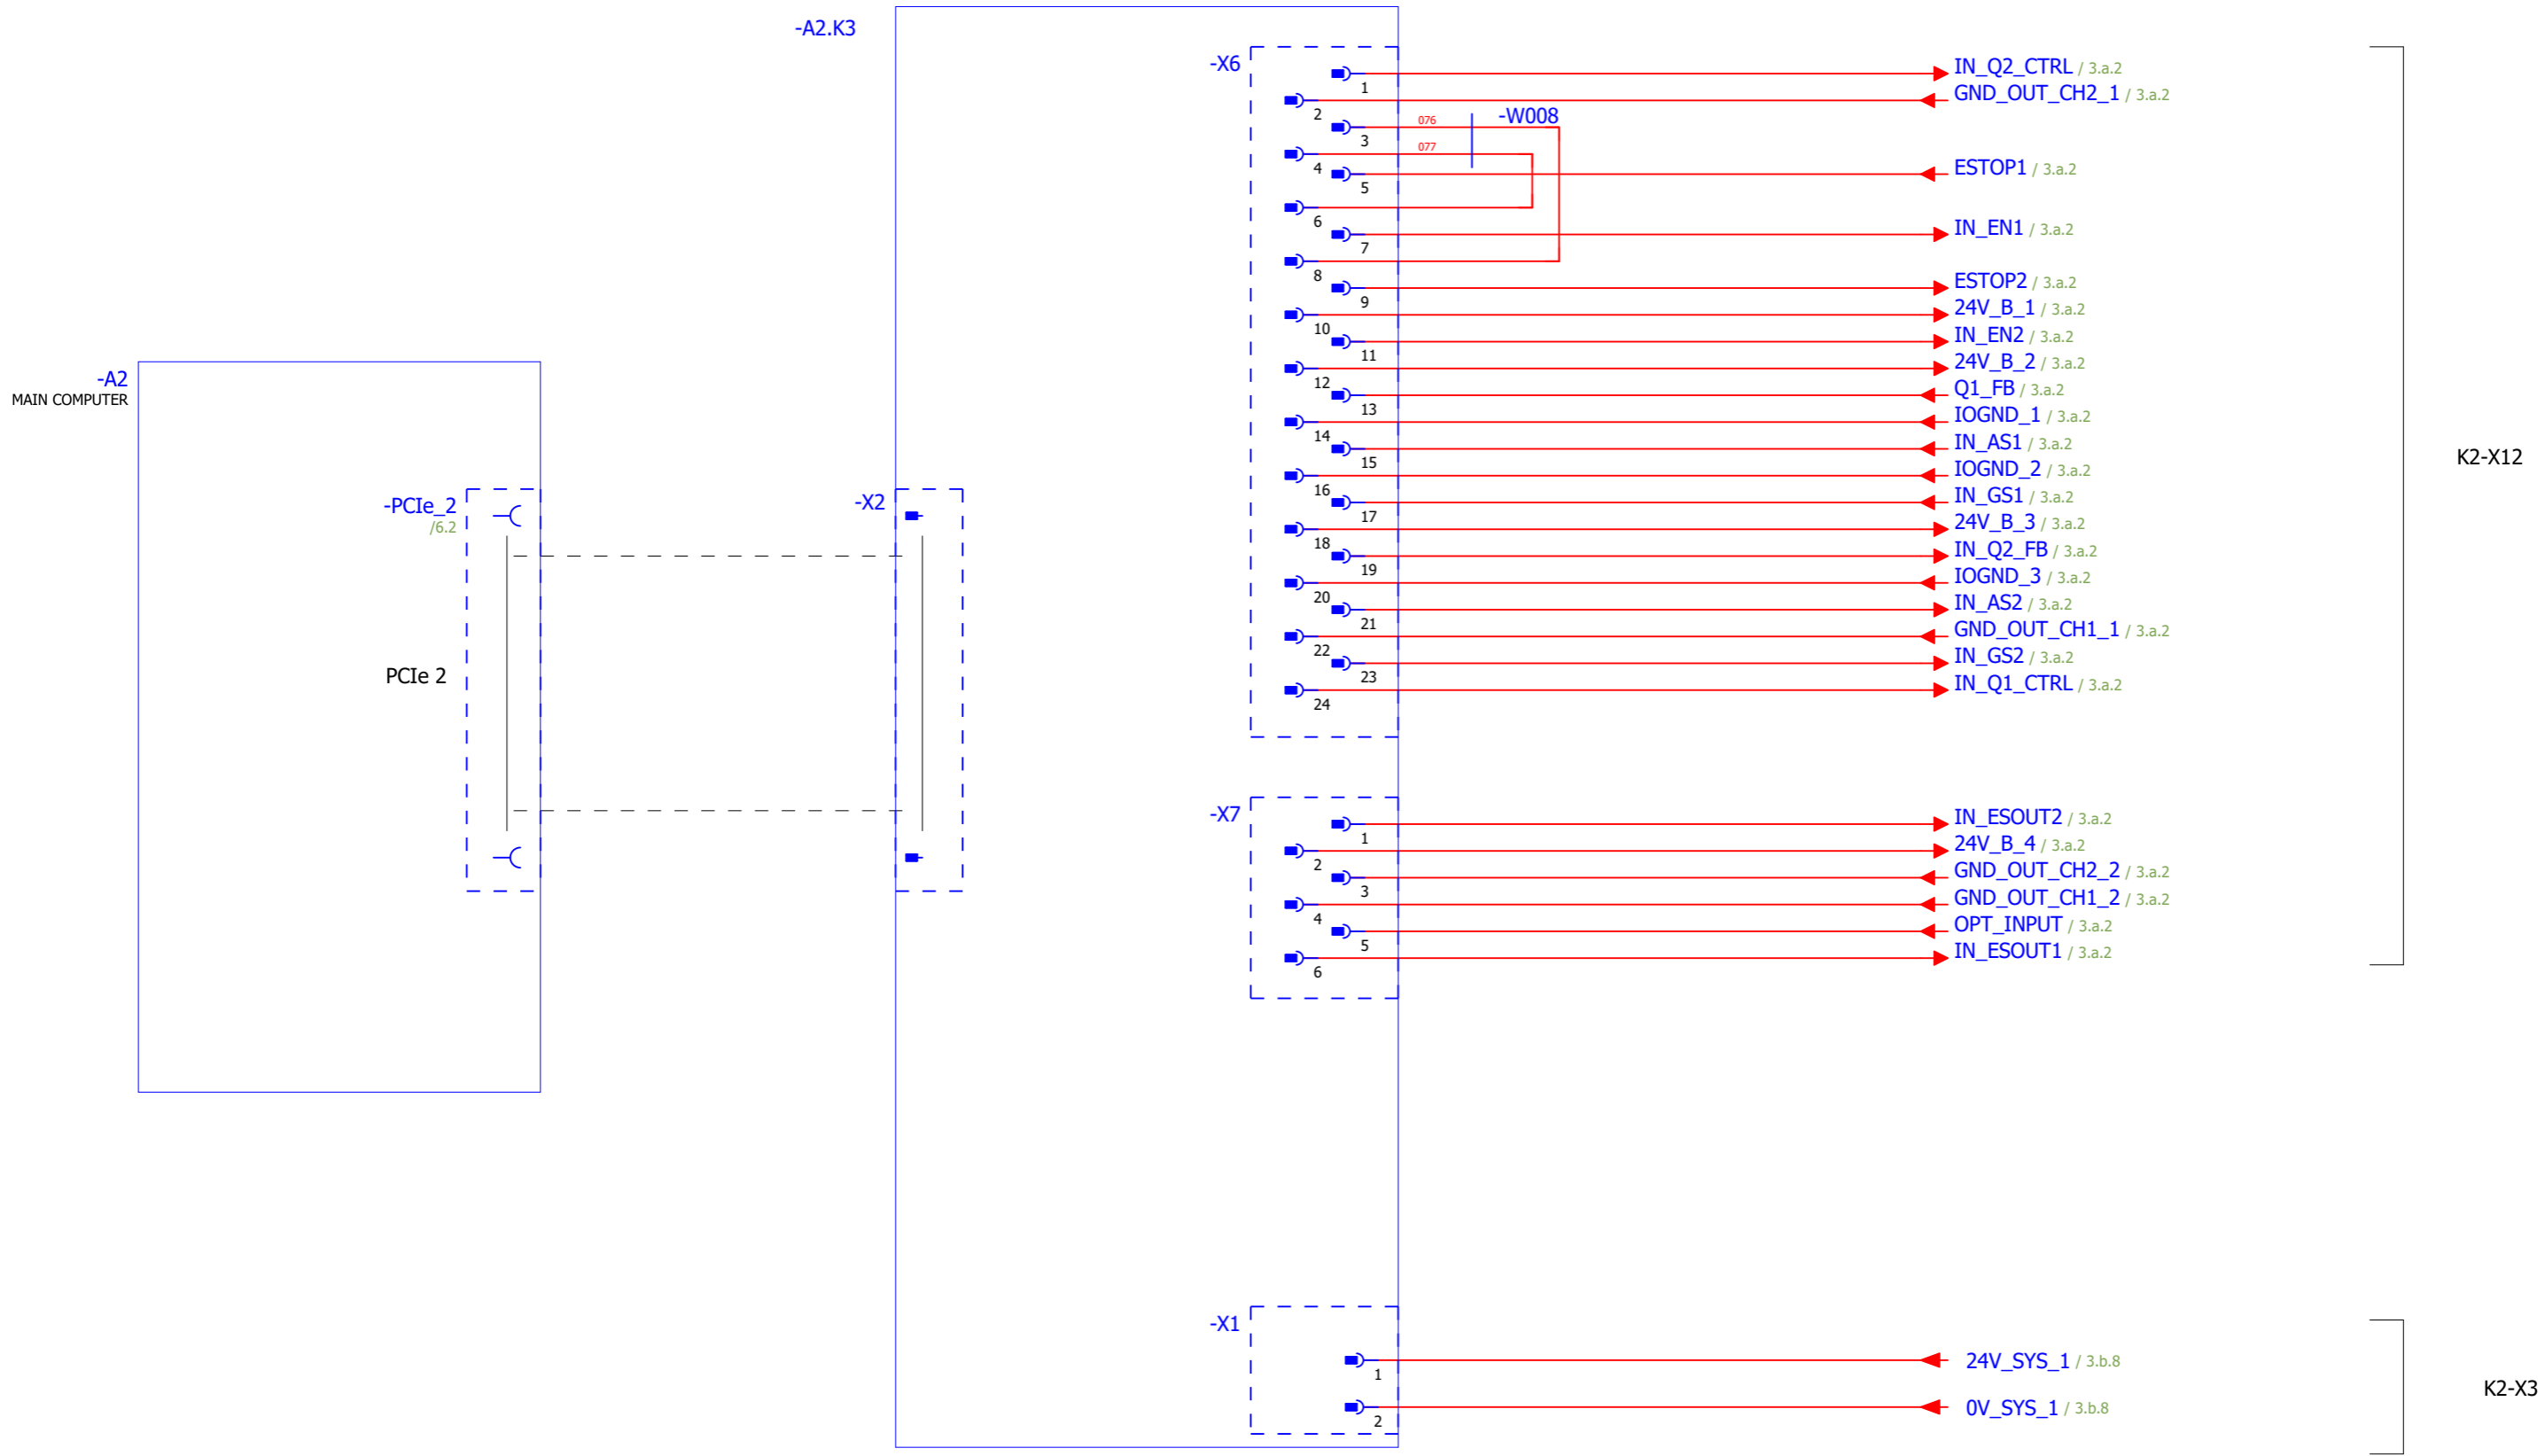 -A2.K3
-X6
1 IN_Q2_CTRL / 3.a.2
2 GND_OUT_CH2_1 / 3.a.2
3 076 -W008
4 077
5 ESTOP1 / 3.a.2
6
7 IN_EN1 / 3.a.2
8
9 ESTOP2 / 3.a.2
10 24V_B_1 / 3.a.2
11 IN_EN2 / 3.a.2
12 24V_B_2 / 3.a.2
13 Q1_FB / 3.a.2
14 IOGND_1 / 3.a.2
15 IN_AS1 / 3.a.2
16 IOGND_2 / 3.a.2
17 IN_GS1 / 3.a.2
18 24V_B_3 / 3.a.2
19 IN_Q2_FB / 3.a.2
20 IOGND_3 / 3.a.2
21 IN_AS2 / 3.a.2
22 GND_OUT_CH1_1 / 3.a.2
23 IN_GS2 / 3.a.2
24 IN_Q1_CTRL / 3.a.2
K2-X12
-A2
MAIN COMPUTER
-PCIe_2
/6.2
PCIe 2
-X2
-X7
1 IN_ESOUT2 / 3.a.2
2 24V_B_4 / 3.a.2
3 GND_OUT_CH2_2 / 3.a.2
4 GND_OUT_CH1_2 / 3.a.2
5 OPT_INPUT / 3.a.2
6 IN_ESOUT1 / 3.a.2
-X1
1 24V_SYS_1 / 3.b.8
2 0V_SYS_1 / 3.b.8
K2-X3